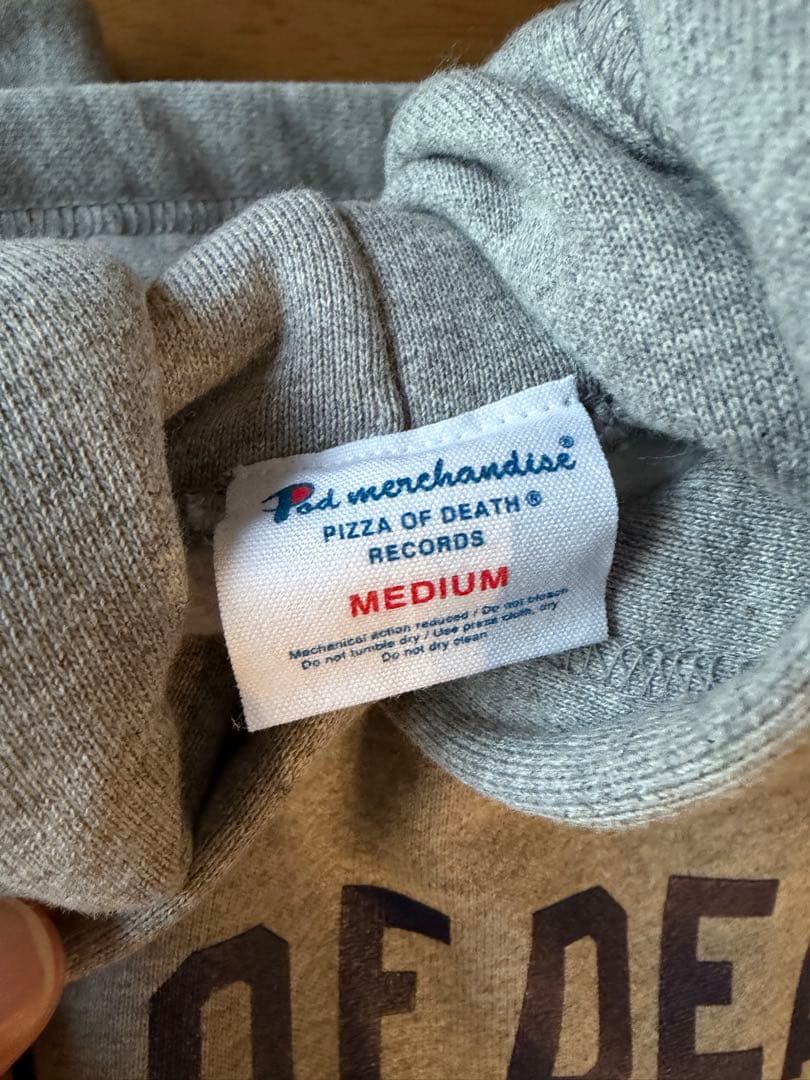 Pod merchandise®
PIZZA OF DEATH®
RECORDS
MEDIUM
Mechanical action reduced / Do not bleach
Do not tumble dry / Use press cloth, dry
Do not dry clean
OF DEA